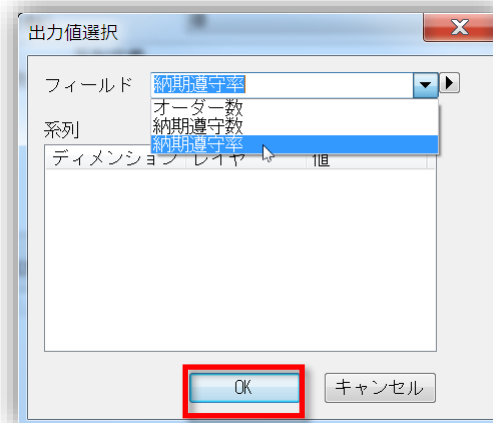 出力値選択
X
フィールド 納期遵守率
オーダー数
納期遵守数
納期遵守率
系列
ディメンション レイヤ 値
OK キャンセル